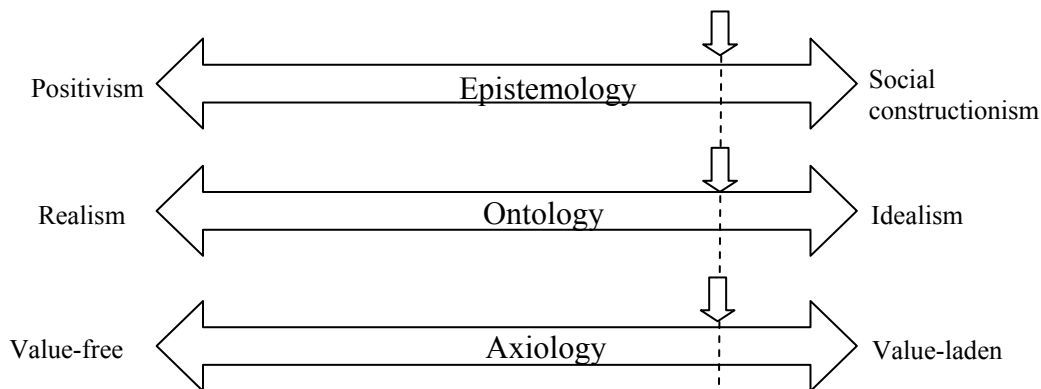 Positivism
Epistemology
Social
constructionism
Realism
Ontology
Idealism
Value-free
Axiology
Value-laden